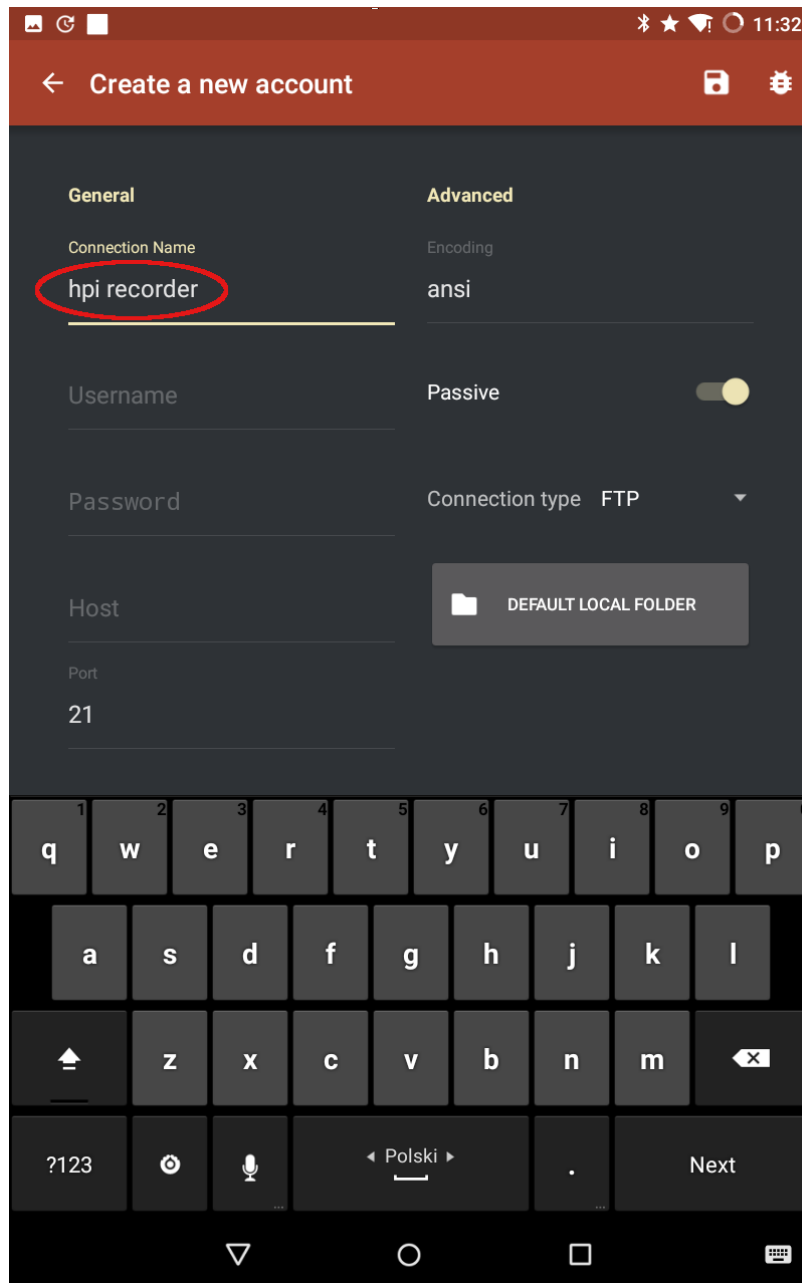 11:32
Create a new account
General
Connection Name
hpi recorder
Username
Password
Host
Port
21
Advanced
Encoding
ansi
Passive
Connection type FTP
DEFAULT LOCAL FOLDER
1 2 3 4 5 6 7 8 9
q w e r t y u i o p
a s d f g h j k l
z x c v b n m
?123 Polski . Next